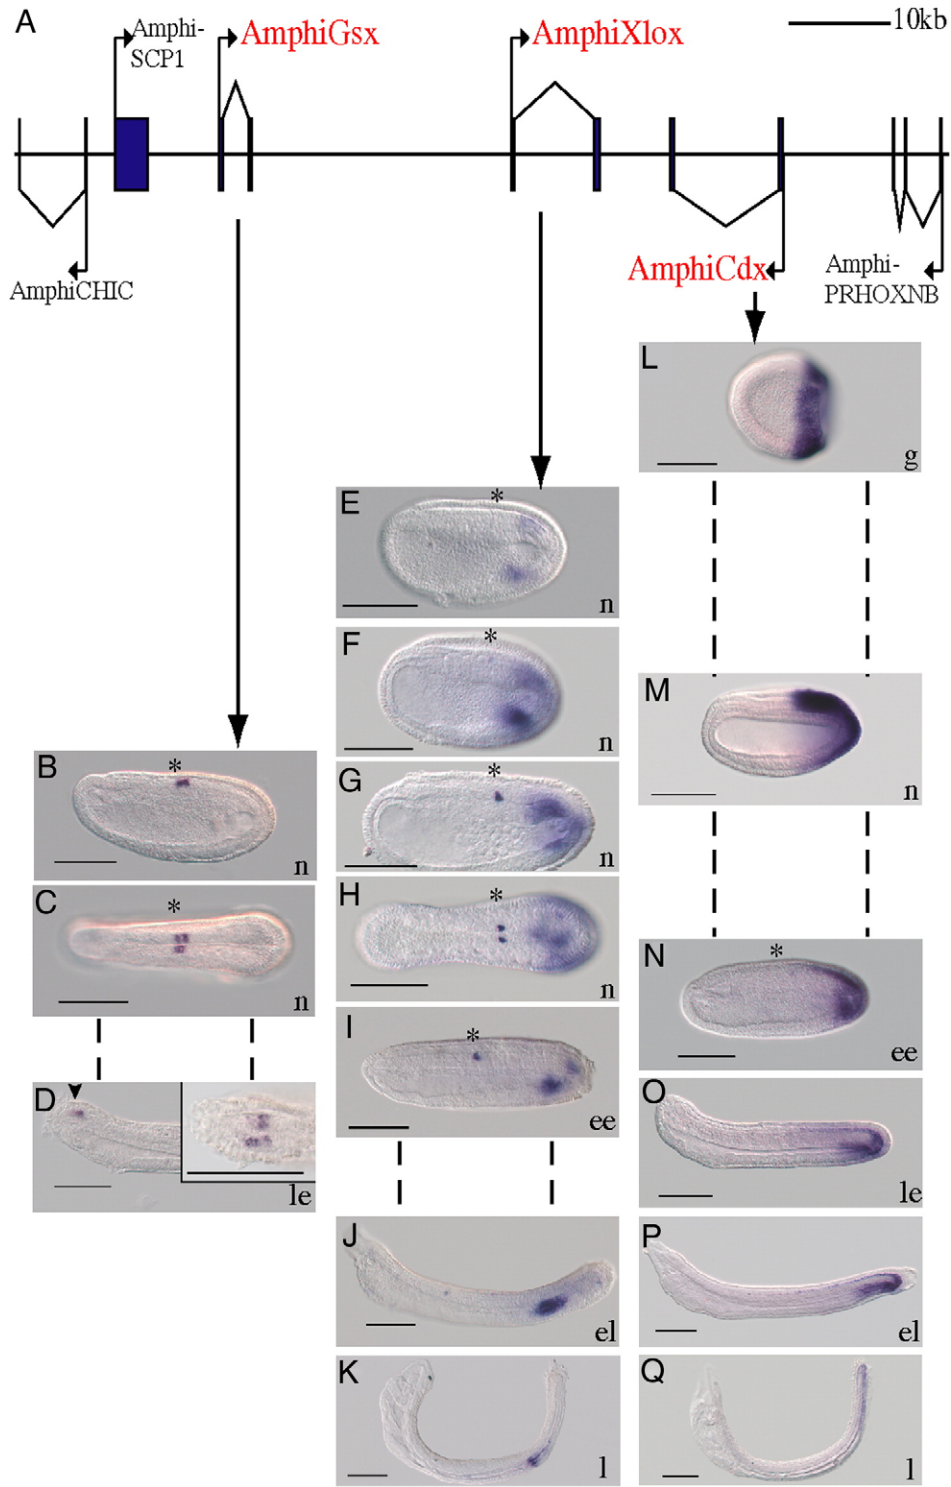 A
Amphi-
SCP1
AmphiGsx
AmphiXlox
10kb
AmphiCHIC
AmphiCdx
Amphi-
PRHOXNB
L
g
E
*
n
F
*
n
M
n
B
*
n
G
*
n
C
*
n
H
*
n
N
*
ee
I
*
ee
D
le
O
le
J
el
P
el
K
l
Q
l